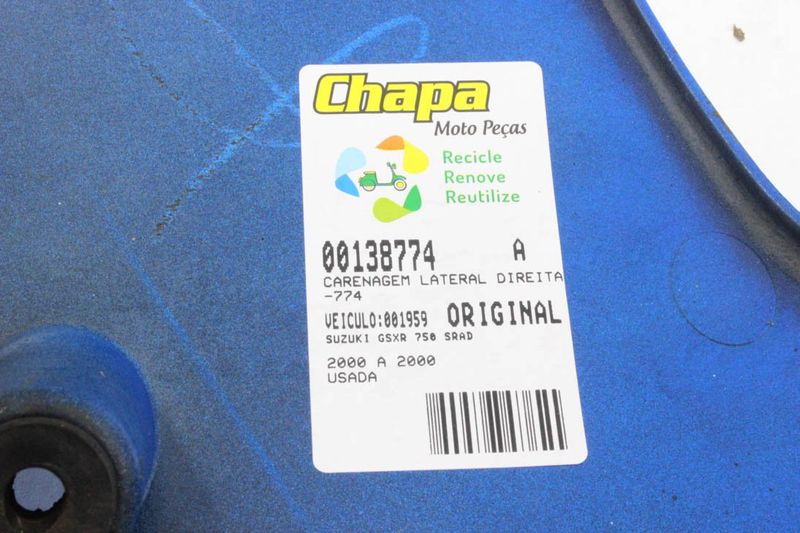 Chapa
Moto Peças
Recicle
Renove
Reutilize
00138774 A
CARENAGEM LATERAL DIREITA
-774
VEICULO:001959 ORIGINAL
SUZUKI GSXR 750 SRAD
2000 A 2000
USADA